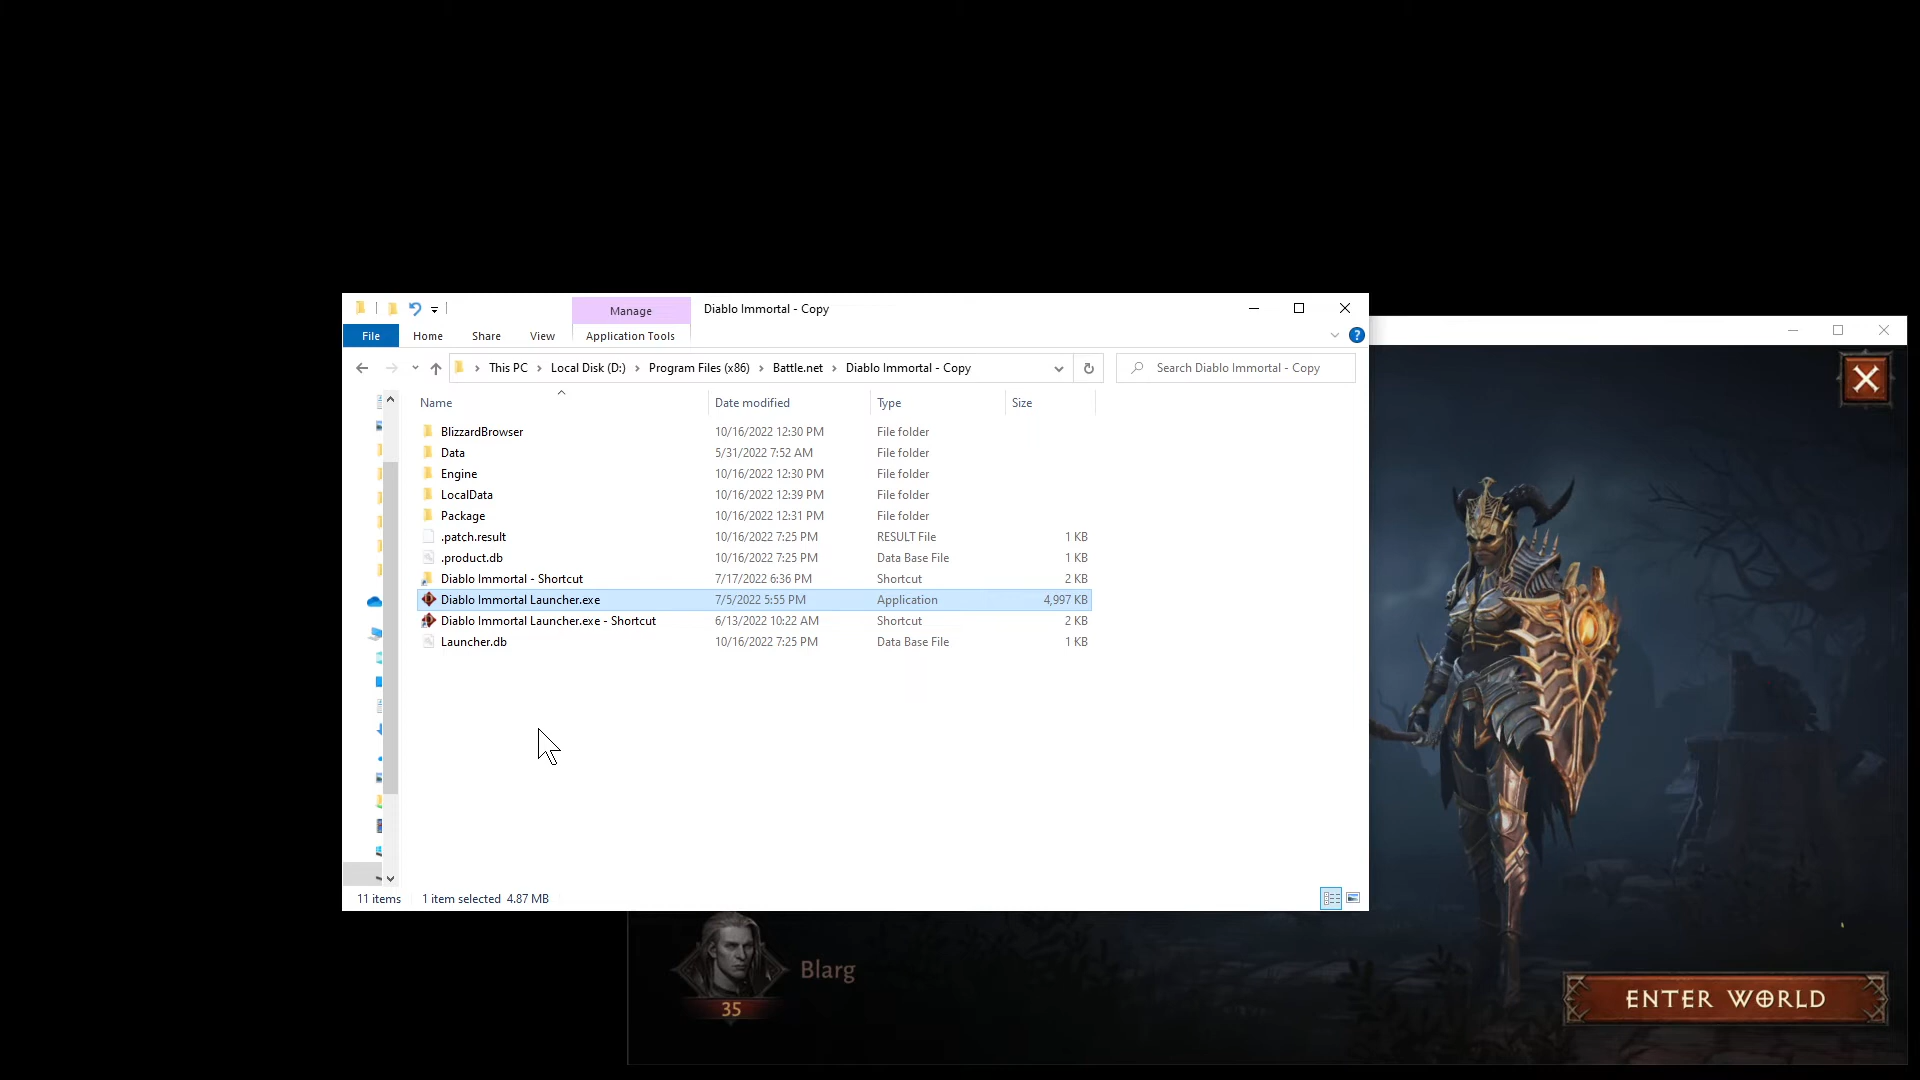 Manage
Diablo Immortal - Copy
File
Home
Share
View
Application Tools
This PC
Local Disk (D:)
Program Files (x86)
Battle.net
Diablo Immortal - Copy
Search Diablo Immortal - Copy
Name Date modified Type Size
BlizzardBrowser 10/16/2022 12:30 PM File folder
Data 5/31/2022 7:52 AM File folder
Engine 10/16/2022 12:30 PM File folder
LocalData 10/16/2022 12:39 PM File folder
Package 10/16/2022 12:31 PM File folder
.patch.result 10/16/2022 7:25 PM RESULT File 1 KB
.product.db 10/16/2022 7:25 PM Data Base File 1 KB
Diablo Immortal - Shortcut 7/17/2022 6:36 PM Shortcut 2 KB
Diablo Immortal Launcher.exe 7/5/2022 5:55 PM Application 4,997 KB
Diablo Immortal Launcher.exe - Shortcut 6/13/2022 10:22 AM Shortcut 2 KB
Launcher.db 10/16/2022 7:25 PM Data Base File 1 KB
11 items 1 item selected 4.87 MB
Blarg
35
ENTER WORLD